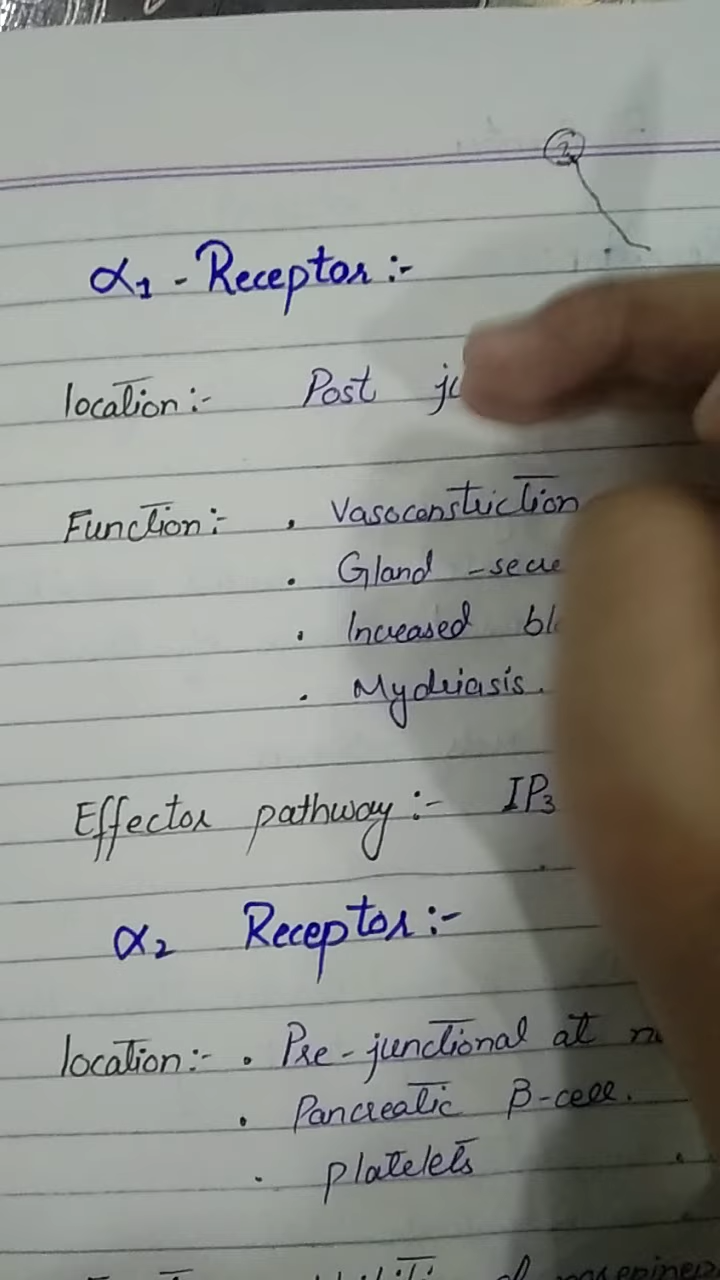 2
α1 - Receptor :-
location :- Post
Function :- . Vasoconstriction
. Gland -
. Increased
. Mydriasis.
Effector pathway :- IP3
α2 Receptor :-
location :- . Pre-junctional at
. Pancreatic β-cell.
. platelets